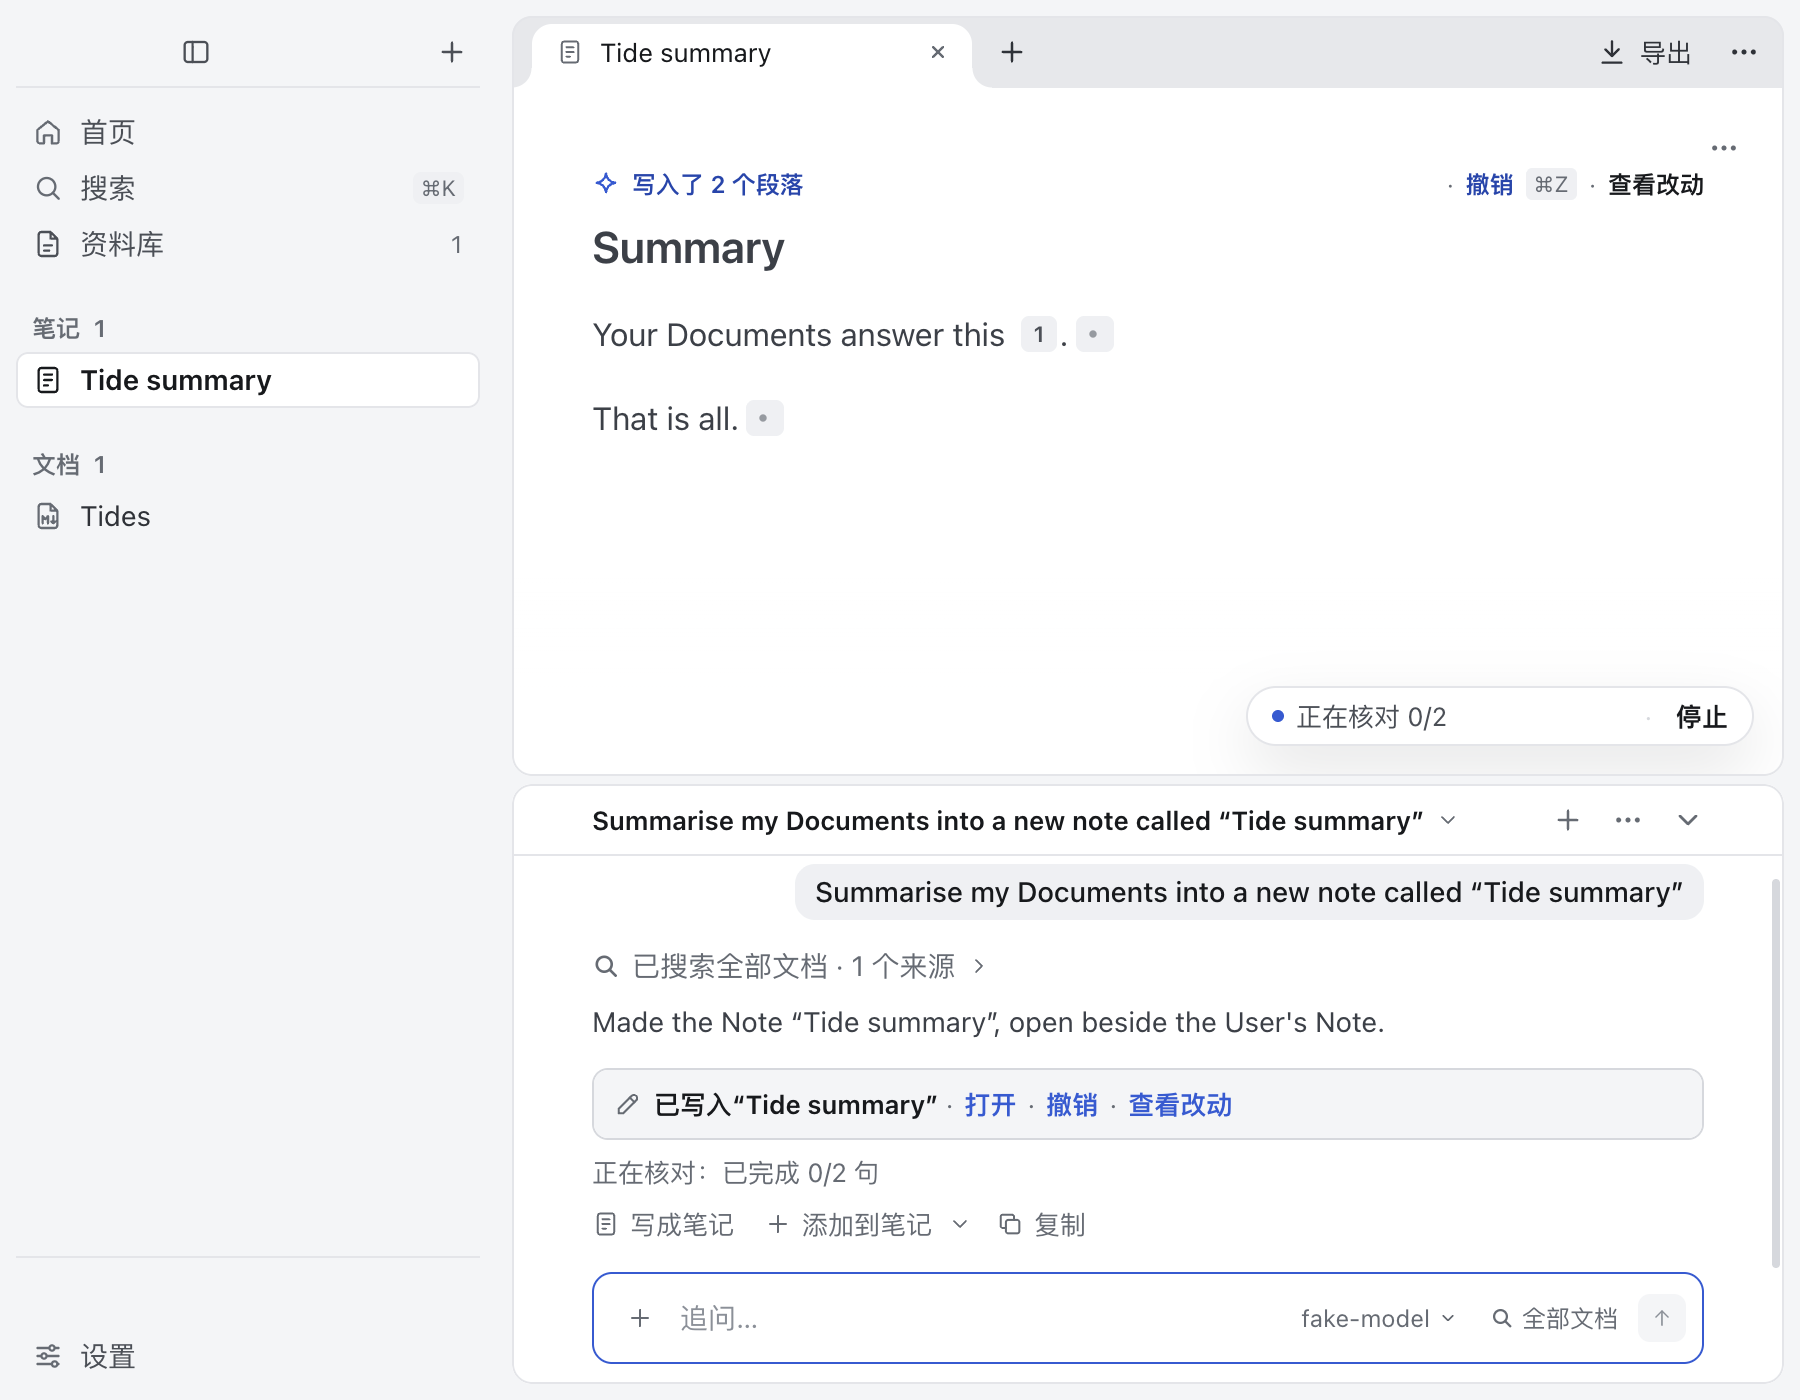 Tide summary
导出
首页
搜索 ⌘K
资料库 1
笔记 1
Tide summary
文档 1
Tides
设置
写入了 2 个段落 · 撤销 ⌘Z · 查看改动
Summary
Your Documents answer this 1 .
That is all.
正在核对 0/2 · 停止
Summarise my Documents into a new note called “Tide summary”
Summarise my Documents into a new note called “Tide summary”
已搜索全部文档 · 1 个来源
Made the Note “Tide summary”, open beside the User's Note.
已写入“Tide summary” · 打开 · 撤销 · 查看改动
正在核对：已完成 0/2 句
写成笔记 添加到笔记 复制
追问... fake-model 全部文档